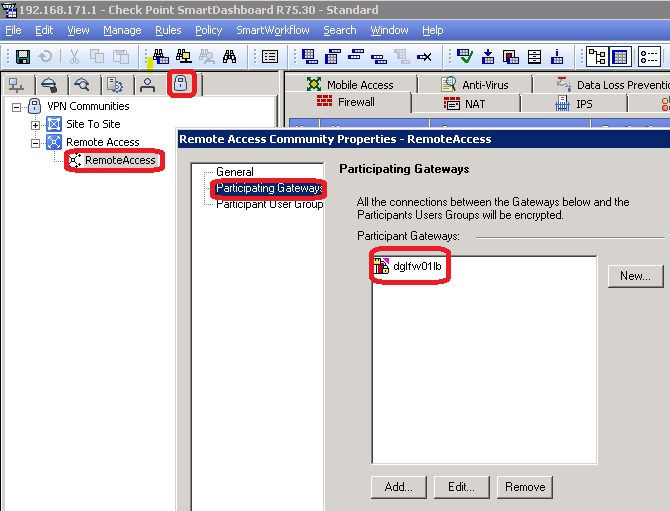 192.168.171.1 - Check Point SmartDashboard R75.30 - Standard
File Edit View Manage Rules Policy SmartWorkflow Search Window Help
Mobile Access Anti-Virus Data Loss Preventio
Firewall NAT IPS
VPN Communities
Site To Site
Remote Access
RemoteAccess
Remote Access Community Properties - RemoteAccess
General
Participating Gateways
Participant User Group
Participating Gateways
All the connections between the Gateways below and the
Participants Users Groups will be encrypted.
Participant Gateways:
dglfw01lb
New...
Add... Edit... Remove